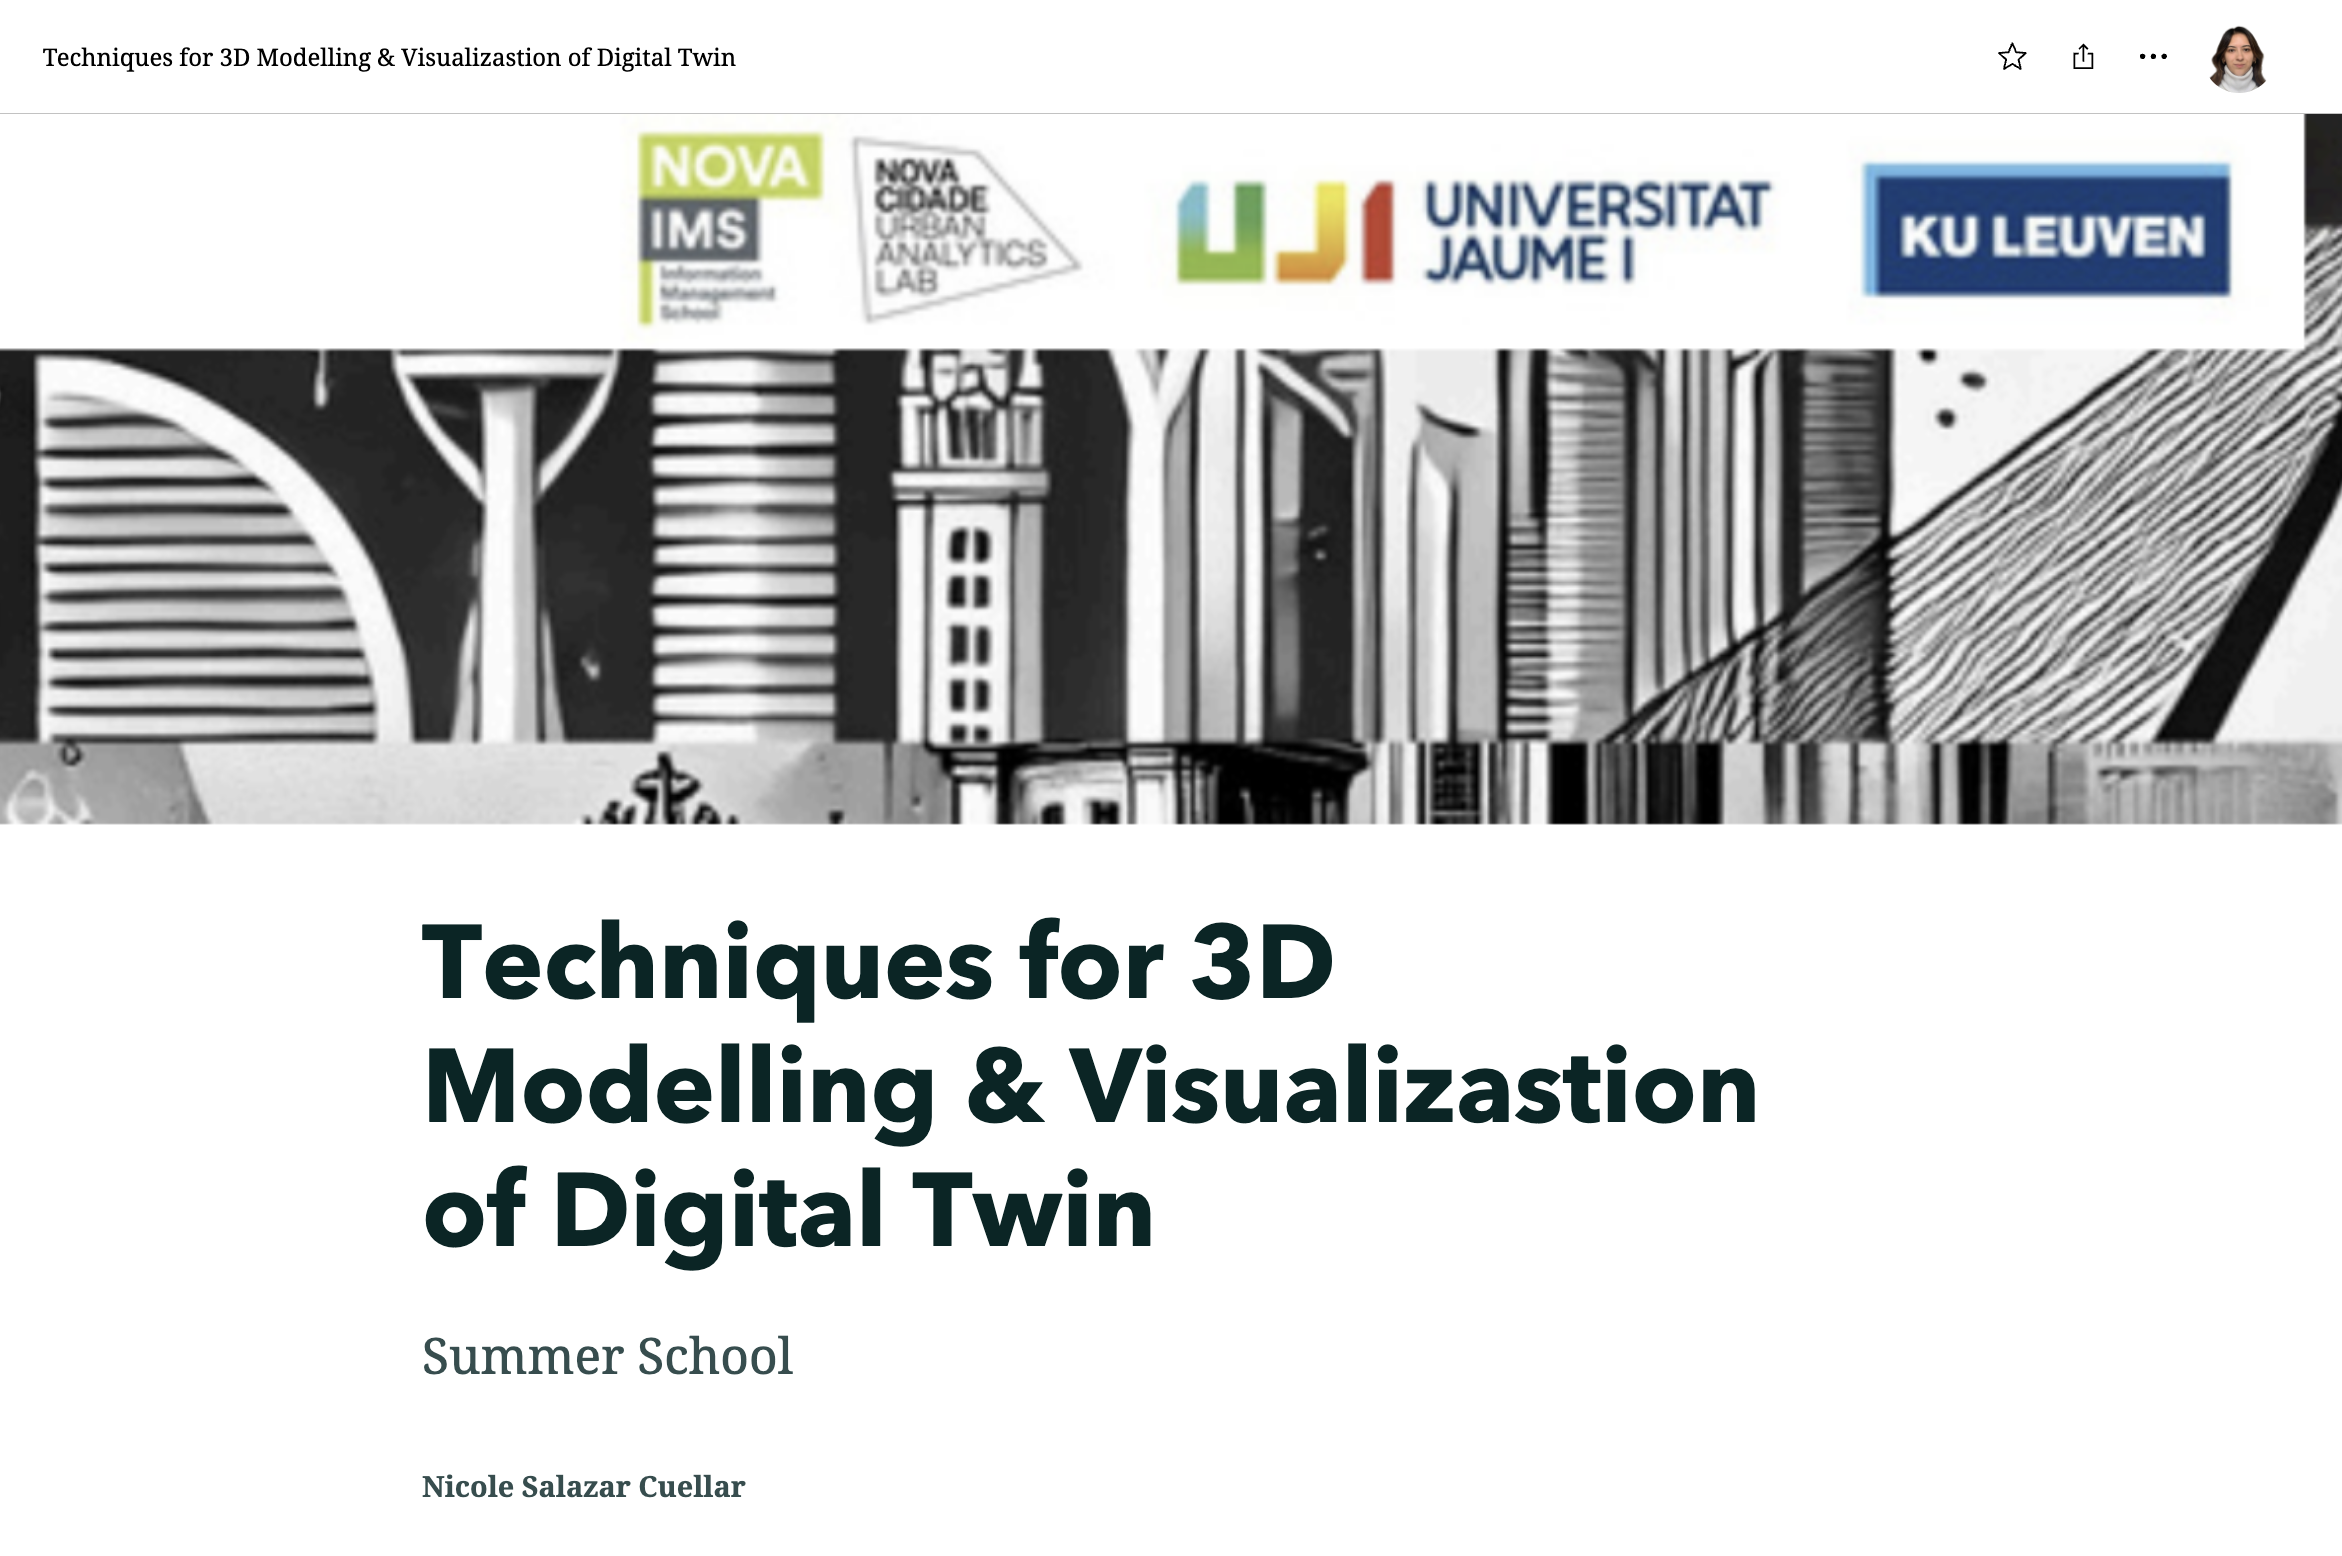 Techniques for 3D Modelling & Visualizastion of Digital Twin
NOVA
IMS
Information
Management
School
NOVA
CIDADE
URBAN
ANALYTICS
LAB
UJI
UNIVERSITAT
JAUME I
KU LEUVEN
Techniques for 3D
Modelling & Visualizastion
of Digital Twin
Summer School
Nicole Salazar Cuellar